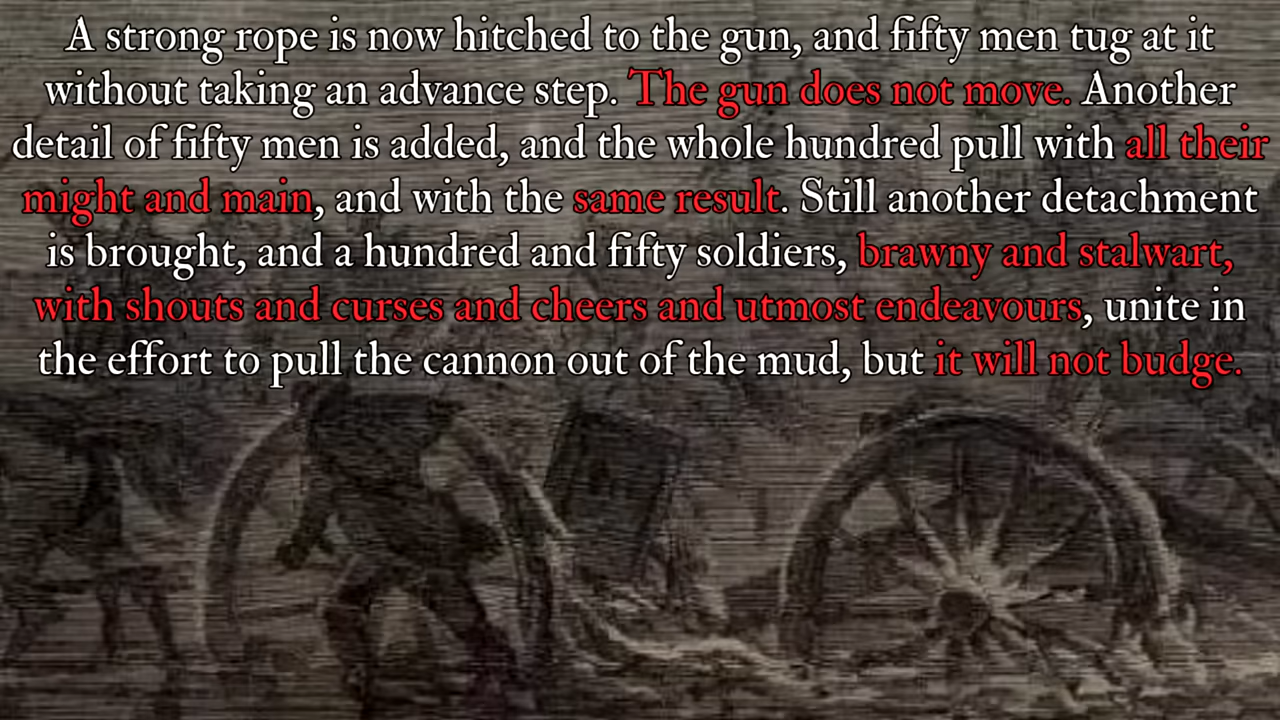 A strong rope is now hitched to the gun, and fifty men tug at it
without taking an advance step. The gun does not move. Another
detail of fifty men is added, and the whole hundred pull with all their
might and main, and with the same result. Still another detachment
is brought, and a hundred and fifty soldiers, brawny and stalwart,
with shouts and curses and cheers and utmost endeavours, unite in
the effort to pull the cannon out of the mud, but it will not budge.